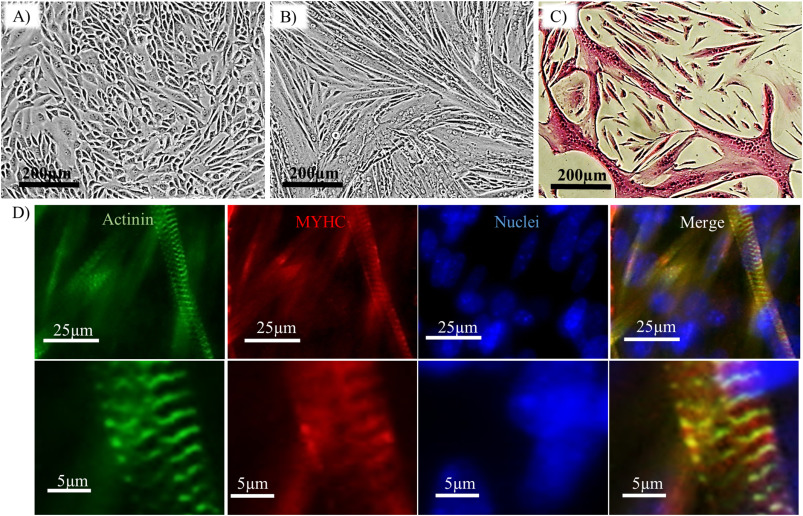 A) B) C)
200µm 200µm 200µm
D)
Actinin MYHC Nuclei Merge
25µm 25µm 25µm 25µm
5µm 5µm 5µm 5µm